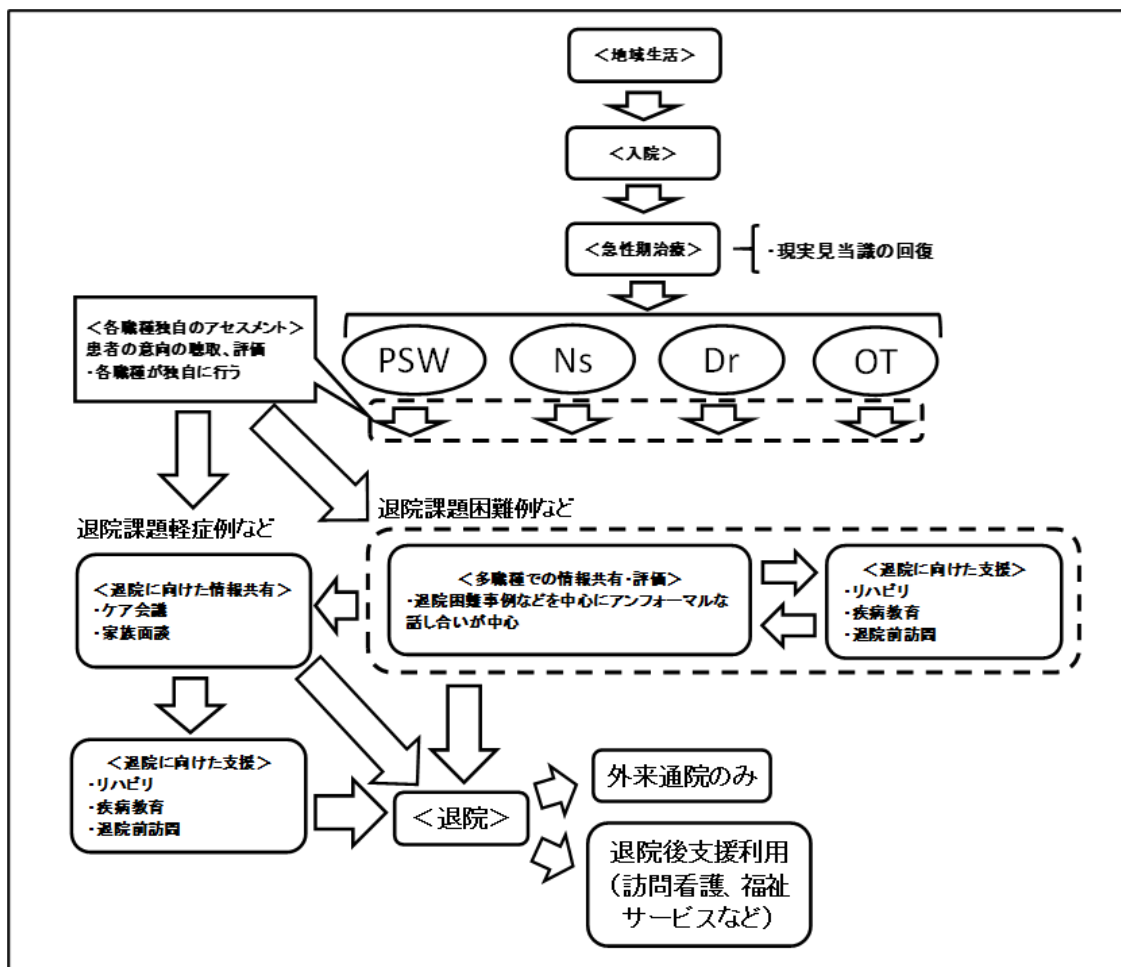 ＜地域生活＞
＜入院＞
＜急性期治療＞
・現実見当識の回復
＜各職種独自のアセスメント＞
患者の意向の聴取、評価
・各職種が独自に行う
PSW
Ns
Dr
OT
退院課題軽症例など
退院課題困難例など
＜退院に向けた情報共有＞
・ケア会議
・家族面談
＜多職種での情報共有・評価＞
・退院困難事例などを中心にアンフォーマルな
話し合いが中心
＜退院に向けた支援＞
・リハビリ
・疾病教育
・退院前訪問
＜退院に向けた支援＞
・リハビリ
・疾病教育
・退院前訪問
＜退院＞
外来通院のみ
退院後支援利用
（訪問看護、福祉
サービスなど）